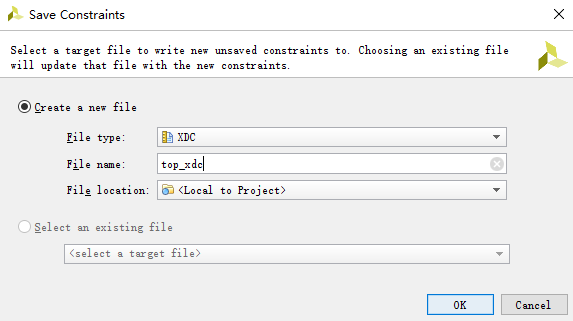 Save Constraints
Select a target file to write new unsaved constraints to. Choosing an existing file
will update that file with the new constraints.
Create a new file
File type: XDC
File name: top_xdc
File location: <Local to Project>
Select an existing file
<select a target file>
OK Cancel